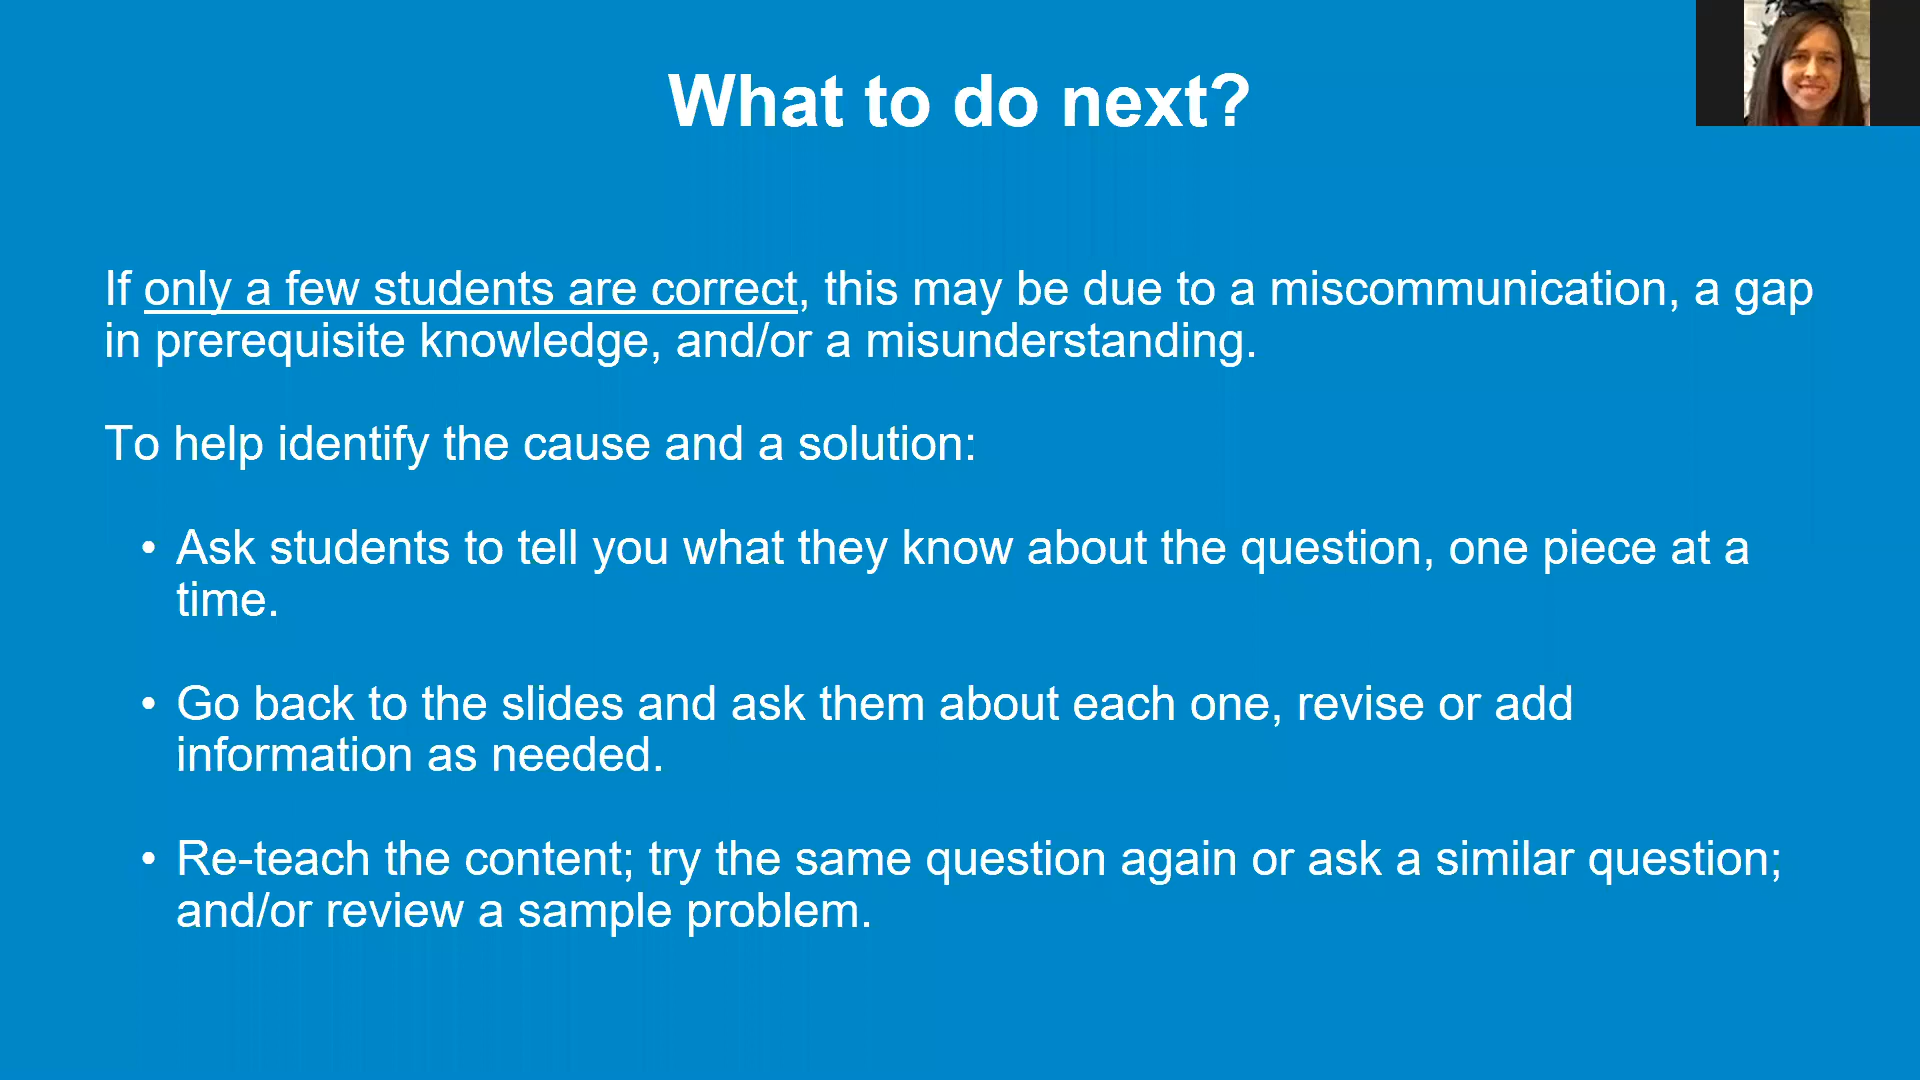 What to do next?
If only a few students are correct, this may be due to a miscommunication, a gap
in prerequisite knowledge, and/or a misunderstanding.
To help identify the cause and a solution:
• Ask students to tell you what they know about the question, one piece at a
time.
• Go back to the slides and ask them about each one, revise or add
information as needed.
• Re-teach the content; try the same question again or ask a similar question;
and/or review a sample problem.